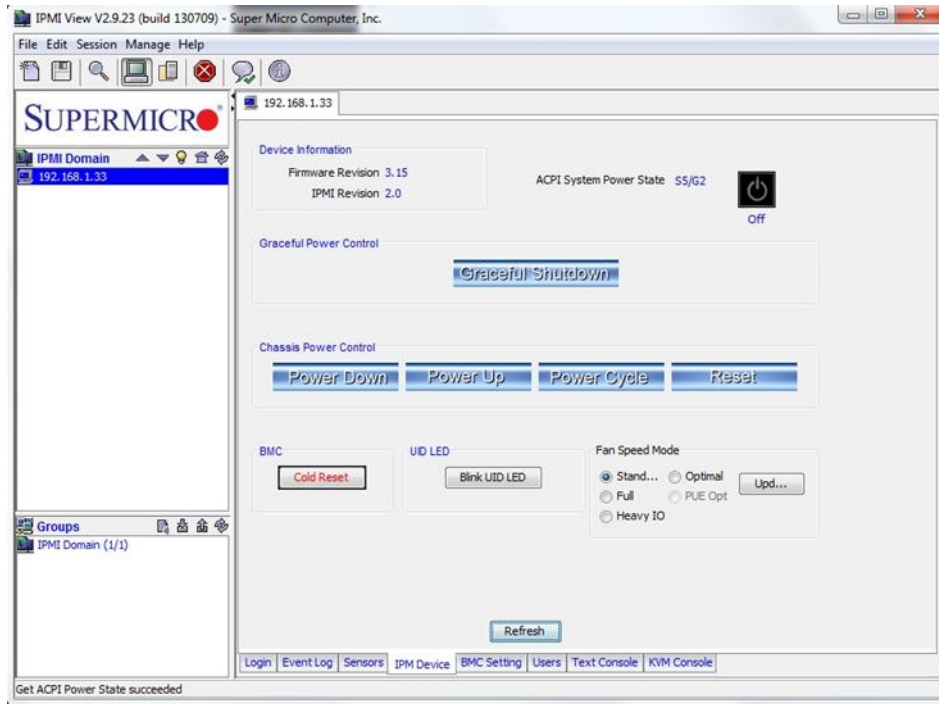 IPMI View V2.9.23 (build 130709) - Super Micro Computer, Inc.
File Edit Session Manage Help
SUPERMICRO
192.168.1.33
IPMI Domain
192.168.1.33
Device Information
Firmware Revision 3.15
IPMI Revision 2.0
ACPI System Power State S5/G2
Off
Graceful Power Control
Graceful Shutdown
Chassis Power Control
Power Down Power Up Power Cycle Reset
BMC
Cold Reset
UID LED
Blink UID LED
Fan Speed Mode
Stand... Optimal
Full PUE Opt
Heavy IO
Upd...
Groups
IPMI Domain (1/1)
Refresh
Login Event Log Sensors IPM Device BMC Setting Users Text Console KVM Console
Get ACPI Power State succeeded